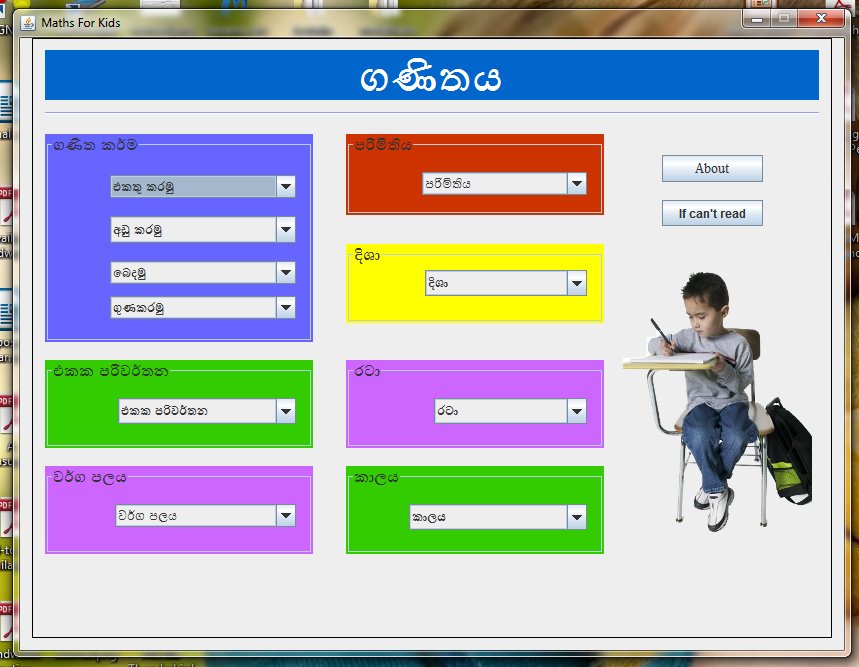 Maths For Kids
ගණිතය
ගණිත කර්ම
එකතු කරමු
අඩු කරමු
බෙදමු
ගුණකරමු
එකක පරිවර්තන
එකක පරිවර්තන
වර්ග පලය
වර්ග පලය
පරිමිතිය
පරිමිතිය
දිශා
දිශා
රටා
රටා
කාලය
කාලය
About
If can't read